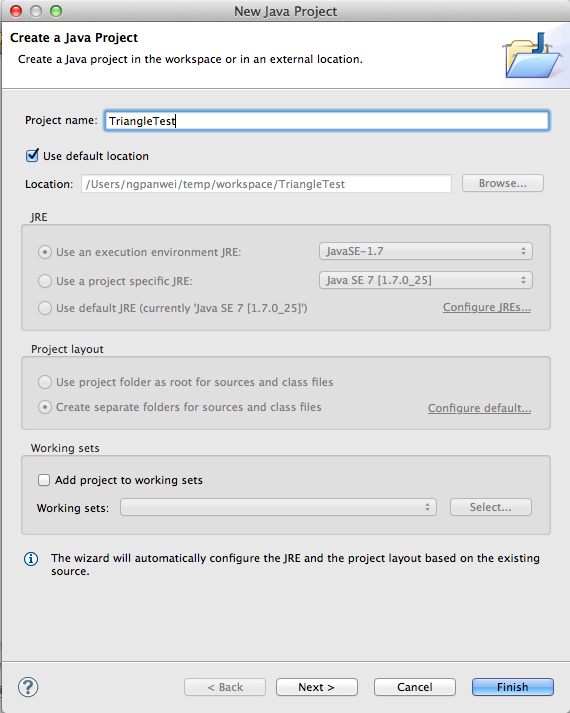 New Java Project
Create a Java Project
Create a Java project in the workspace or in an external location.
Project name: TriangleTest
Use default location
Location: /Users/ngpanwei/temp/workspace/TriangleTest Browse...
JRE
Use an execution environment JRE: JavaSE-1.7
Use a project specific JRE: Java SE 7 [1.7.0_25]
Use default JRE (currently 'Java SE 7 [1.7.0_25]') Configure JREs...
Project layout
Use project folder as root for sources and class files
Create separate folders for sources and class files Configure default...
Working sets
Add project to working sets
Working sets: Select...
The wizard will automatically configure the JRE and the project layout based on the existing
source.
? < Back Next > Cancel Finish